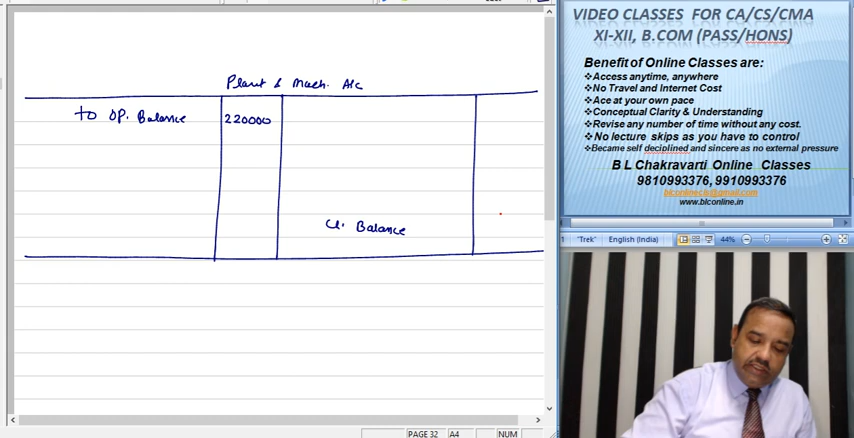 Plant & Mach. A/c
to OP. Balance 220000
Cl. Balance
PAGE 32 A4 NUM
VIDEO CLASSES FOR CA/CS/CMA
XI-XII, B.COM (PASS/HONS)
Benefit of Online Classes are:
❖Access anytime, anywhere
❖No Travel and Internet Cost
❖Ace at your own pace
❖Conceptual Clarity & Understanding
❖Revise any number of time without any cost.
❖No lecture skips as you have to control
❖Became self deciplined and sincere as no external pressure
B L Chakravarti Online Classes
9810993376, 9910993376
blconlinecla@gmail.com
www.blconline.in
1 "Trek" English (India) 44%